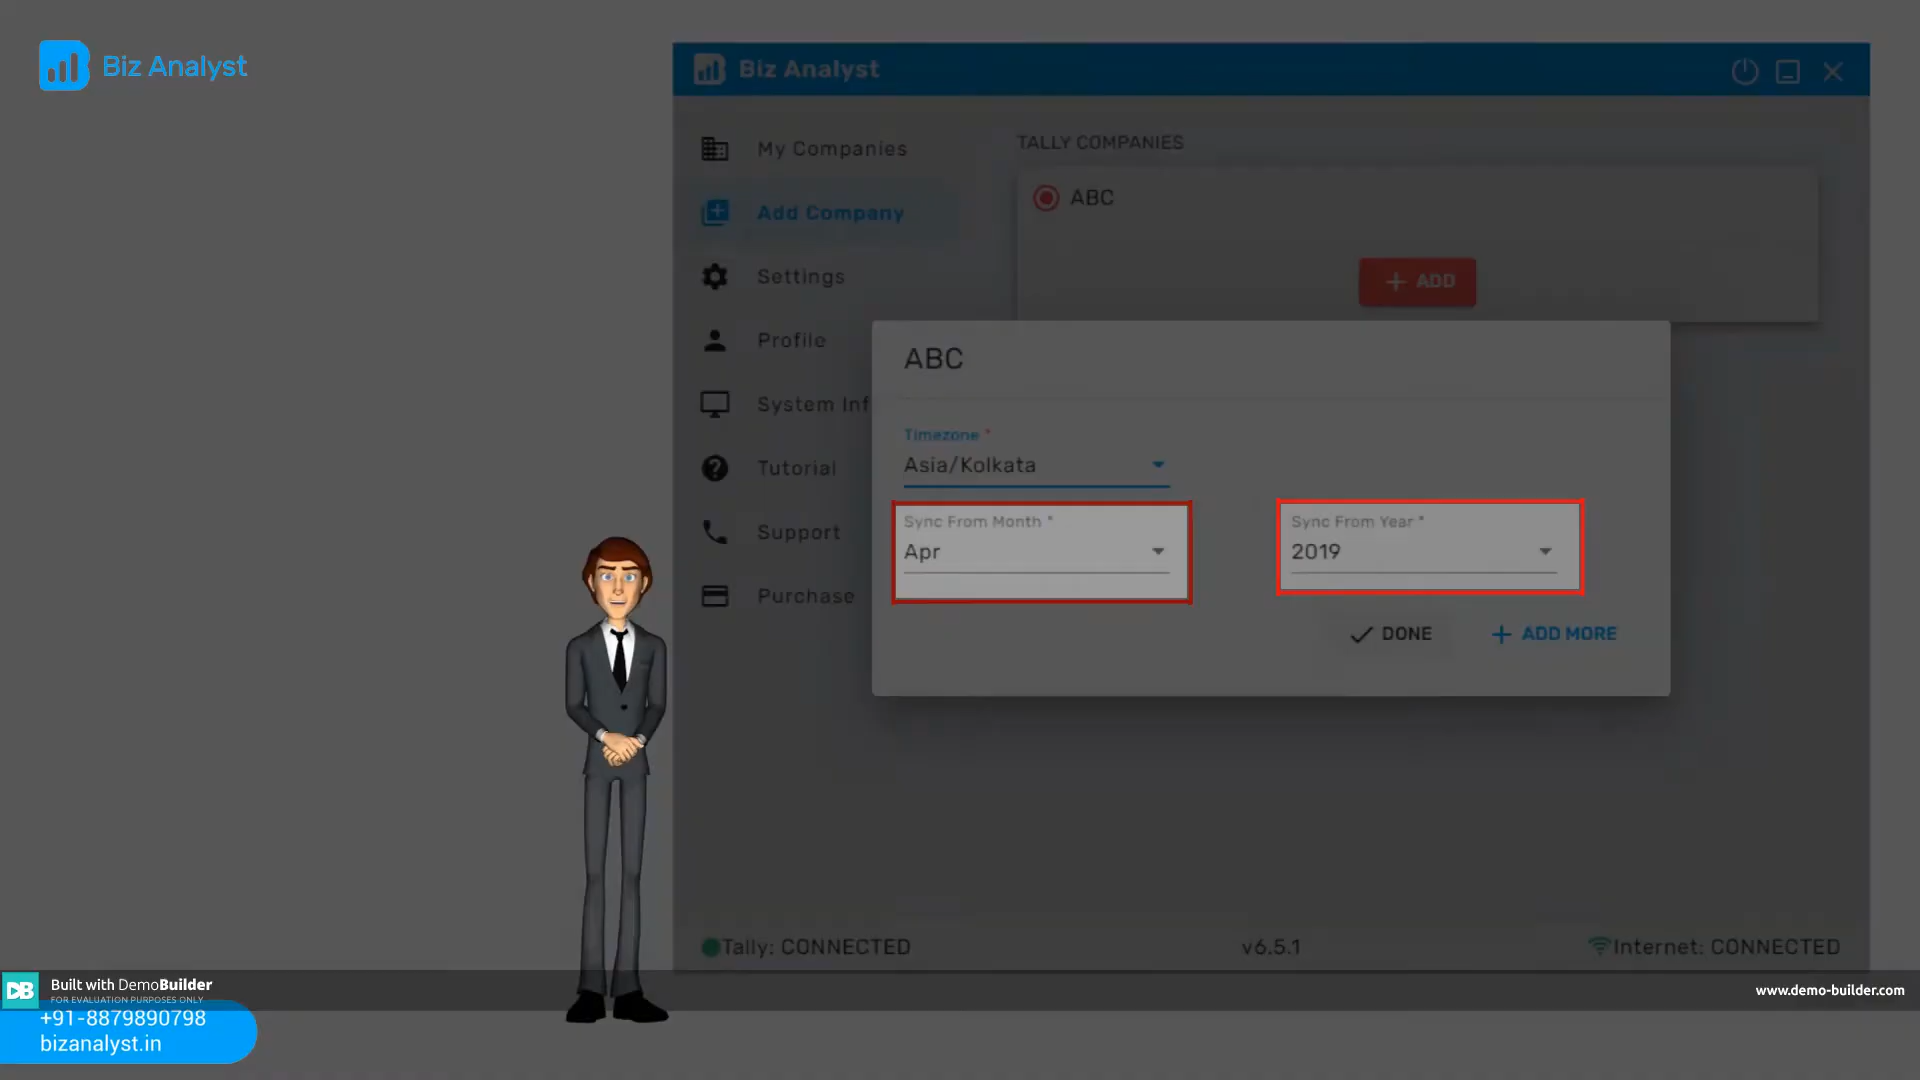 Biz Analyst
Biz Analyst
My Companies
Add Company
Settings
Profile
System Inf
Tutorial
Support
Purchase
TALLY COMPANIES
ABC
+ ADD
ABC
Timezone *
Asia/Kolkata
Sync From Month *
Apr
Sync From Year *
2019
DONE
+ ADD MORE
Tally: CONNECTED
v6.5.1
Internet: CONNECTED
DB
Built with DemoBuilder
FOR EVALUATION PURPOSES ONLY
www.demo-builder.com
+91-8879890798
bizanalyst.in